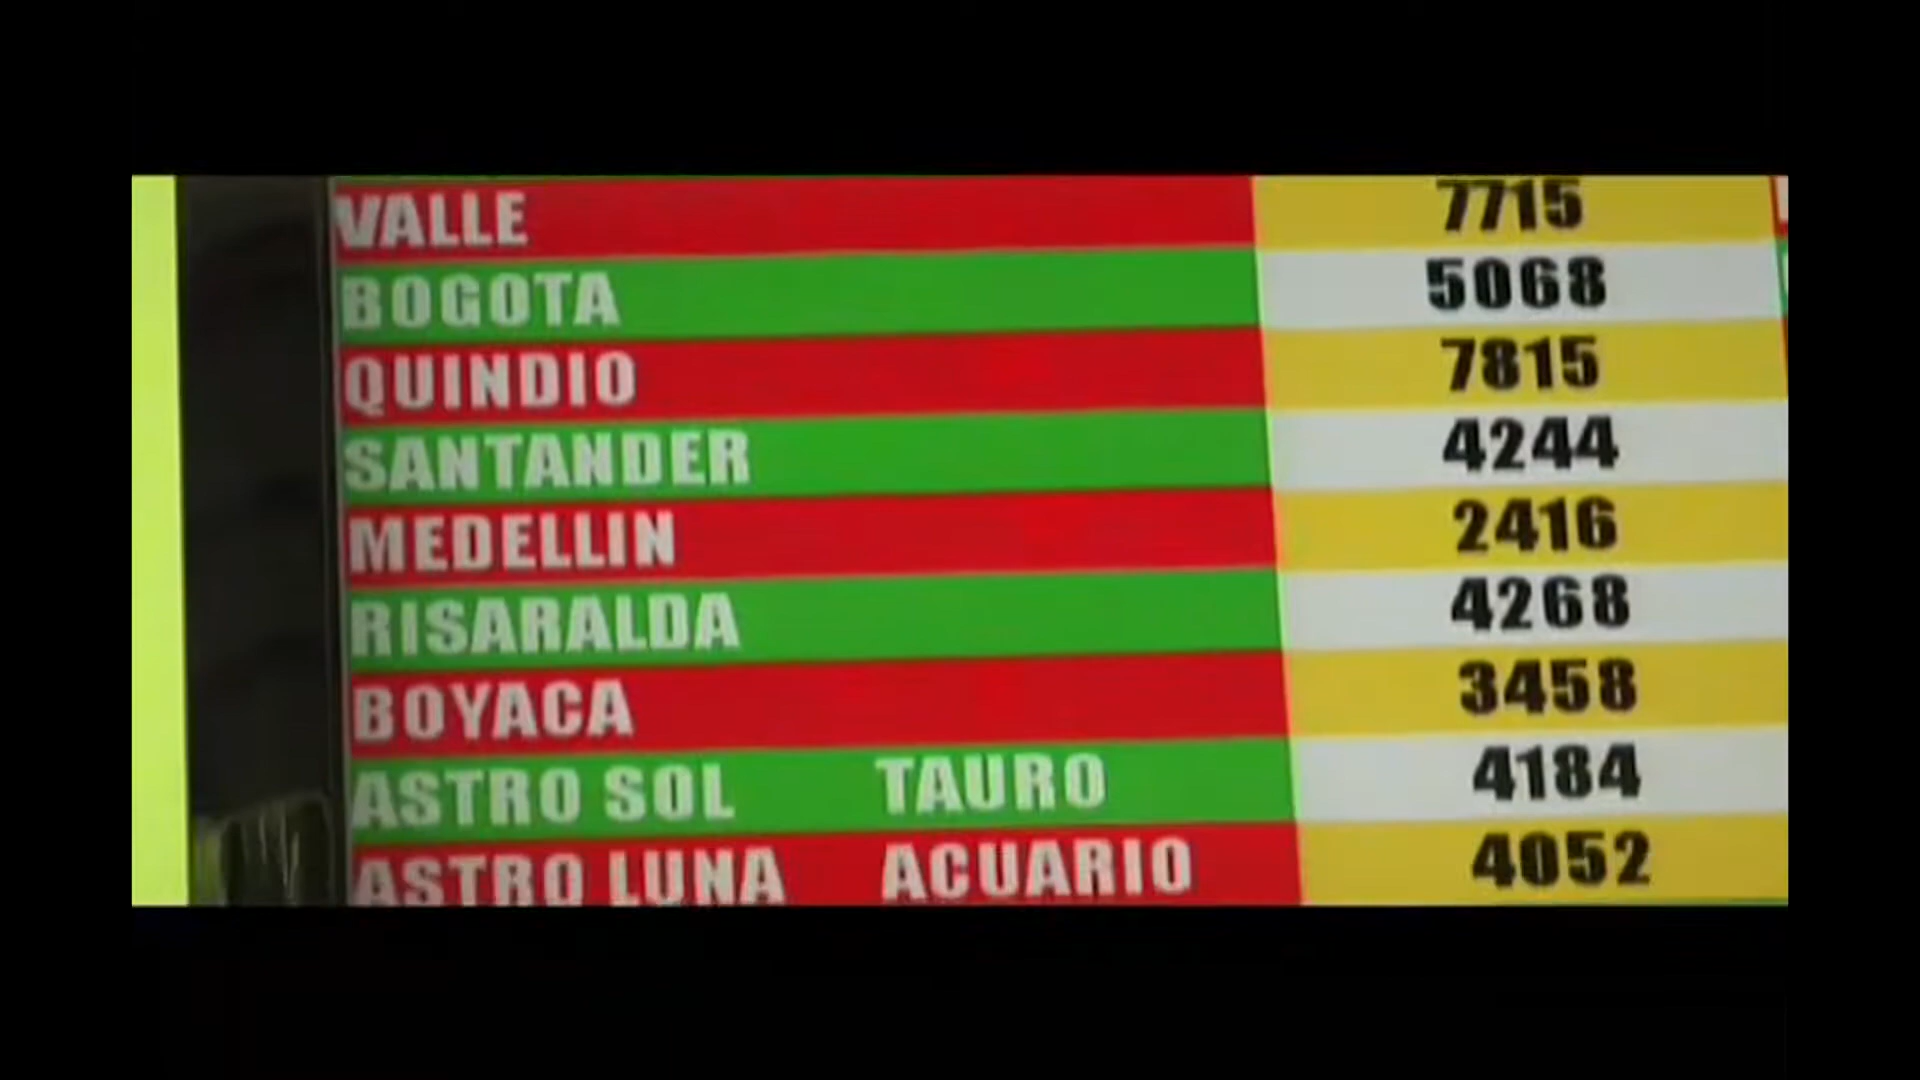 VALLE 7715
BOGOTA 5068
QUINDIO 7815
SANTANDER 4244
MEDELLIN 2416
RISARALDA 4268
BOYACA 3458
ASTRO SOL TAURO 4184
ASTRO LUNA ACUARIO 4052